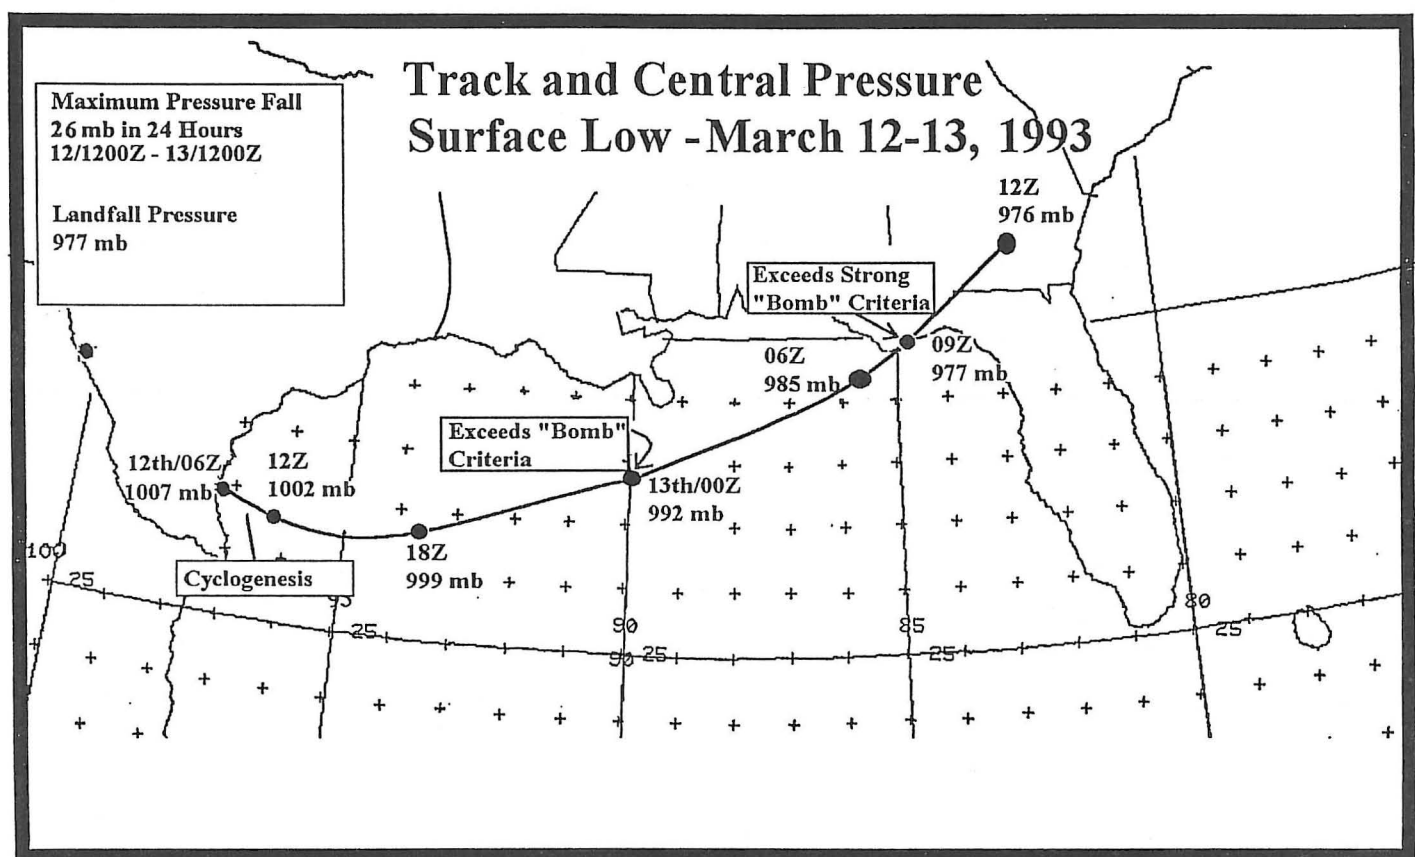 Track and Central Pressure
Surface Low - March 12-13, 1993
Maximum Pressure Fall
26 mb in 24 Hours
12/1200Z - 13/1200Z
Landfall Pressure
977 mb
12Z
976 mb
Exceeds Strong
"Bomb" Criteria
06Z
985 mb
09Z
977 mb
Exceeds "Bomb"
Criteria
12th/06Z
1007 mb
12Z
1002 mb
13th/00Z
992 mb
18Z
999 mb
Cyclogenesis
100
25
25
90
90
25
85
25
80
25